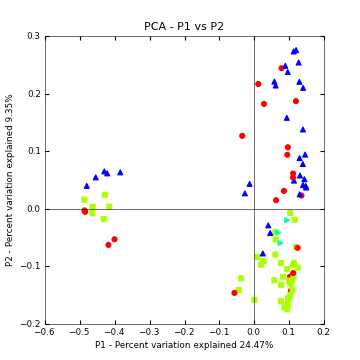 PCA - P1 vs P2
0.3
0.2
0.1
0.0
−0.1
−0.2
P2 - Percent variation explained 9.35%
−0.6 −0.5 −0.4 −0.3 −0.2 −0.1 0.0 0.1 0.2
P1 - Percent variation explained 24.47%